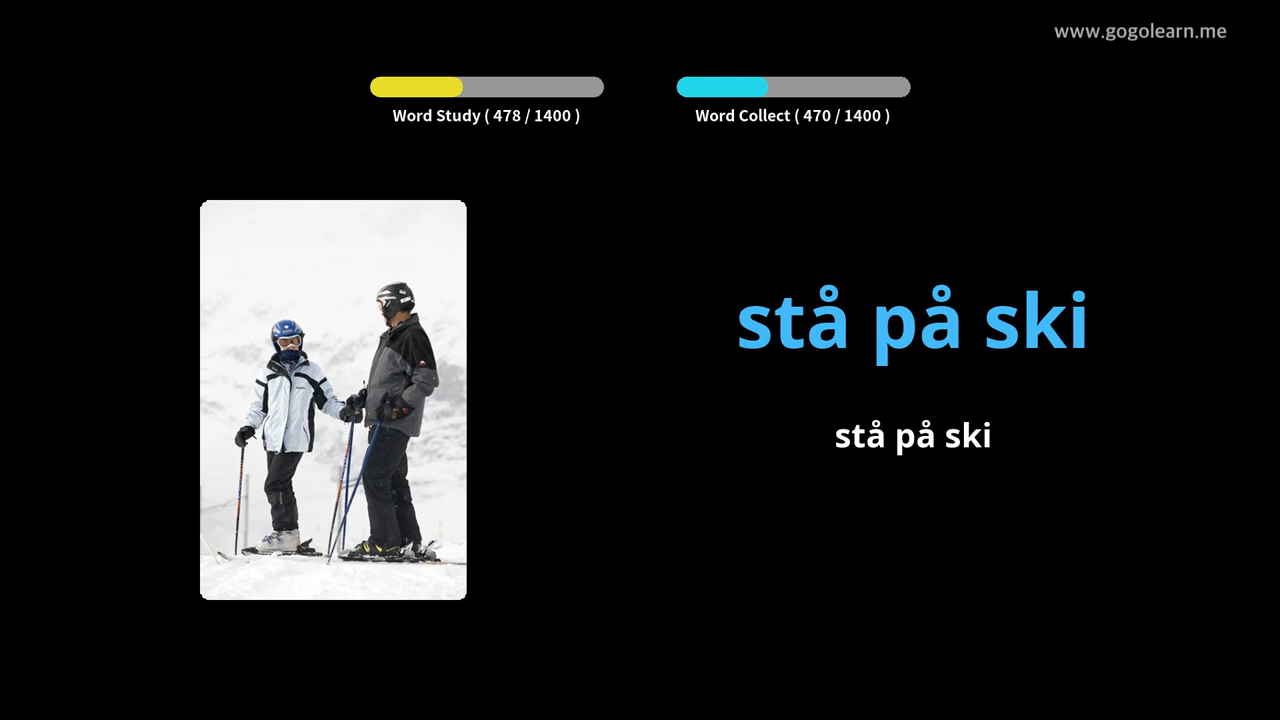 www.gogolearn.me
Word Study ( 478 / 1400 )
Word Collect ( 470 / 1400 )
stå på ski
stå på ski